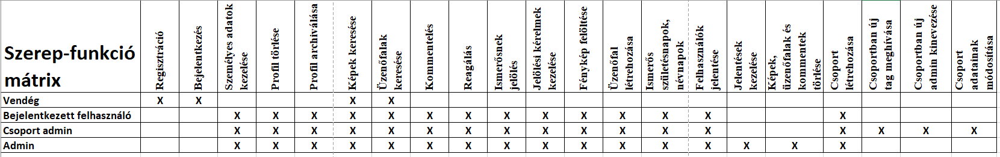 Szerep-funkció
mátrix
Regisztráció
Bejelentkezés
Személyes adatok
kezelése
Profil törlése
Profil archiválása
Képek keresése
Üzenőfalak
keresése
Kommentelés
Reagálás
Ismerősnek
jelölés
Jelölési kérelmek
kezelése
Fénykép felöltése
Üzenőfal
létrehozása
Ismerős
születésnapok,
névnapok
Felhasználók
jelentése
Jelentések
kezelése
Képek,
üzenőfalak és
kommentek
törlése
Csoport
létrehozása
Csoportban új
tag meghívása
Csoportban új
admin kinevezése
Csoport
adatainak
módosítása
Vendég X X X X
Bejelentkezett felhasználó X X X X X X X X X X X X X X
Csoport admin X X X X X X X X X X X X X X X X X
Admin X X X X X X X X X X X X X X X X